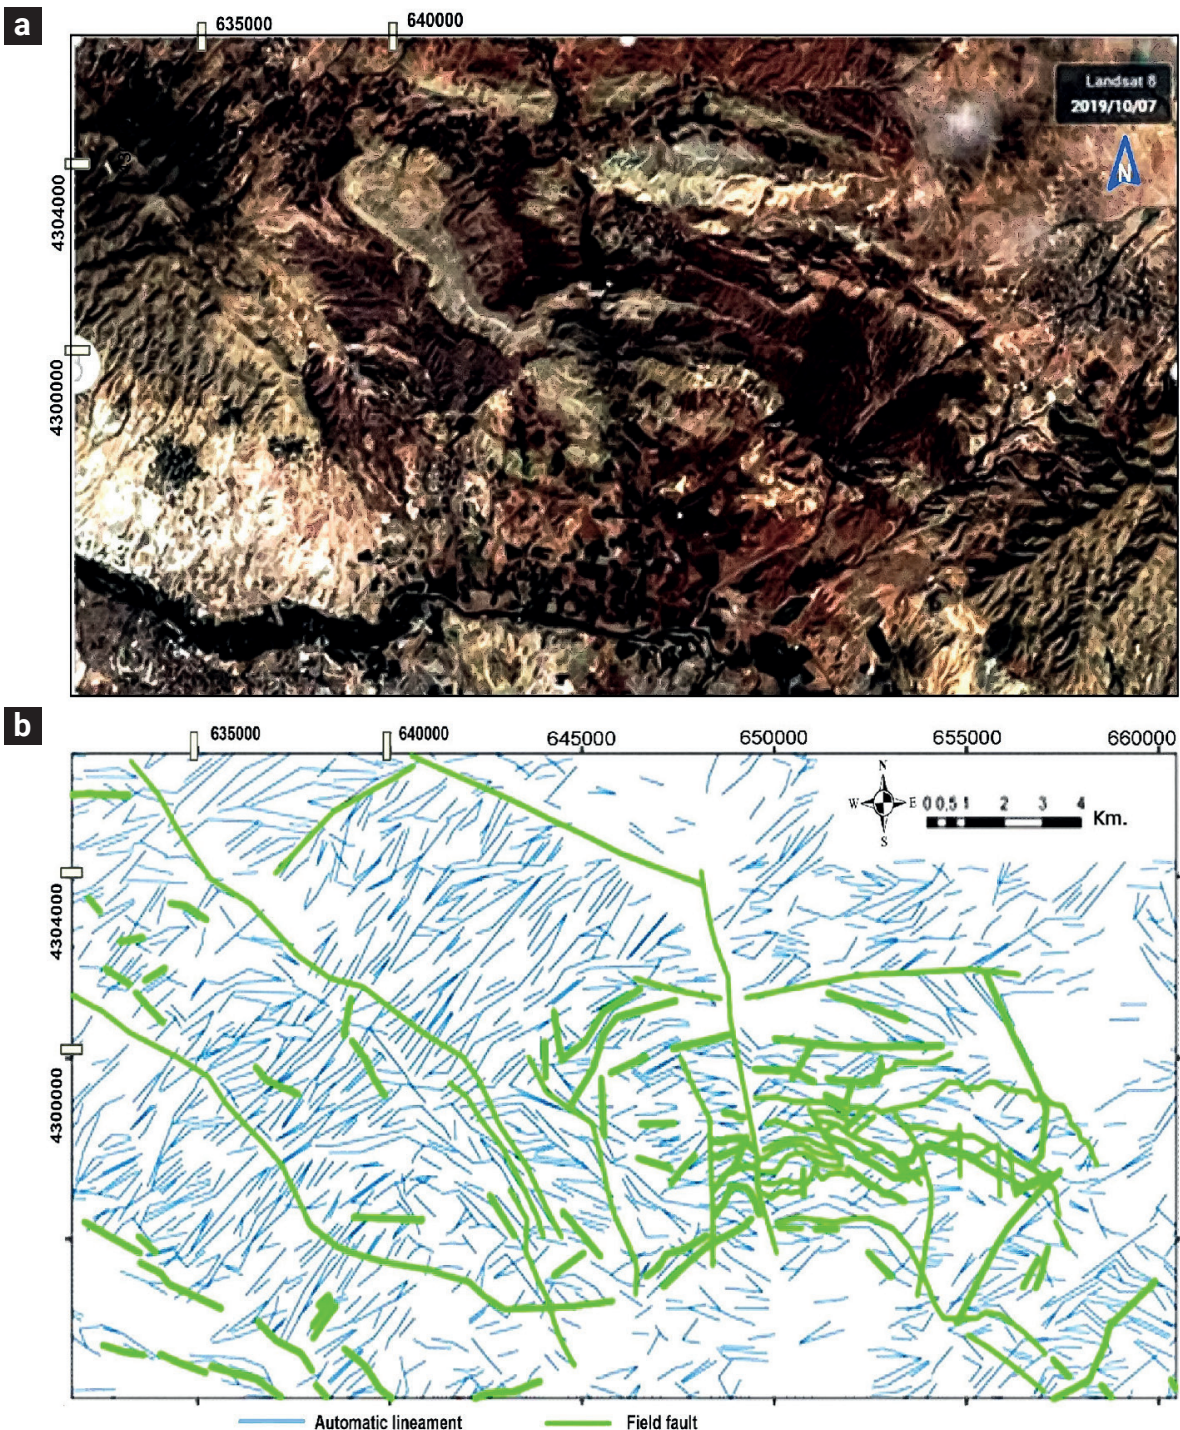 a
635000 640000
Landsat 8
2019/10/07
N
4304000
4300000
b
635000 640000 645000 650000 655000 660000
N
W E
S
0 0,5 1 2 3 4 Km.
4304000
4300000
Automatic lineament Field fault